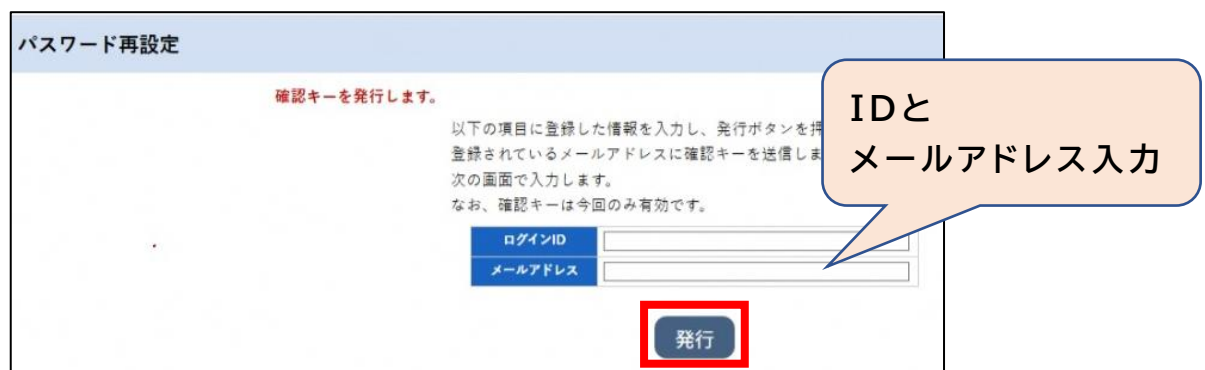 パスワード再設定
確認キーを発行します。
以下の項目に登録した情報を入力し、発行ボタンを押
登録されているメールアドレスに確認キーを送信しま
次の画面で入力します。
なお、確認キーは今回のみ有効です。
IDと
メールアドレス入力
ログインID
メールアドレス
発行